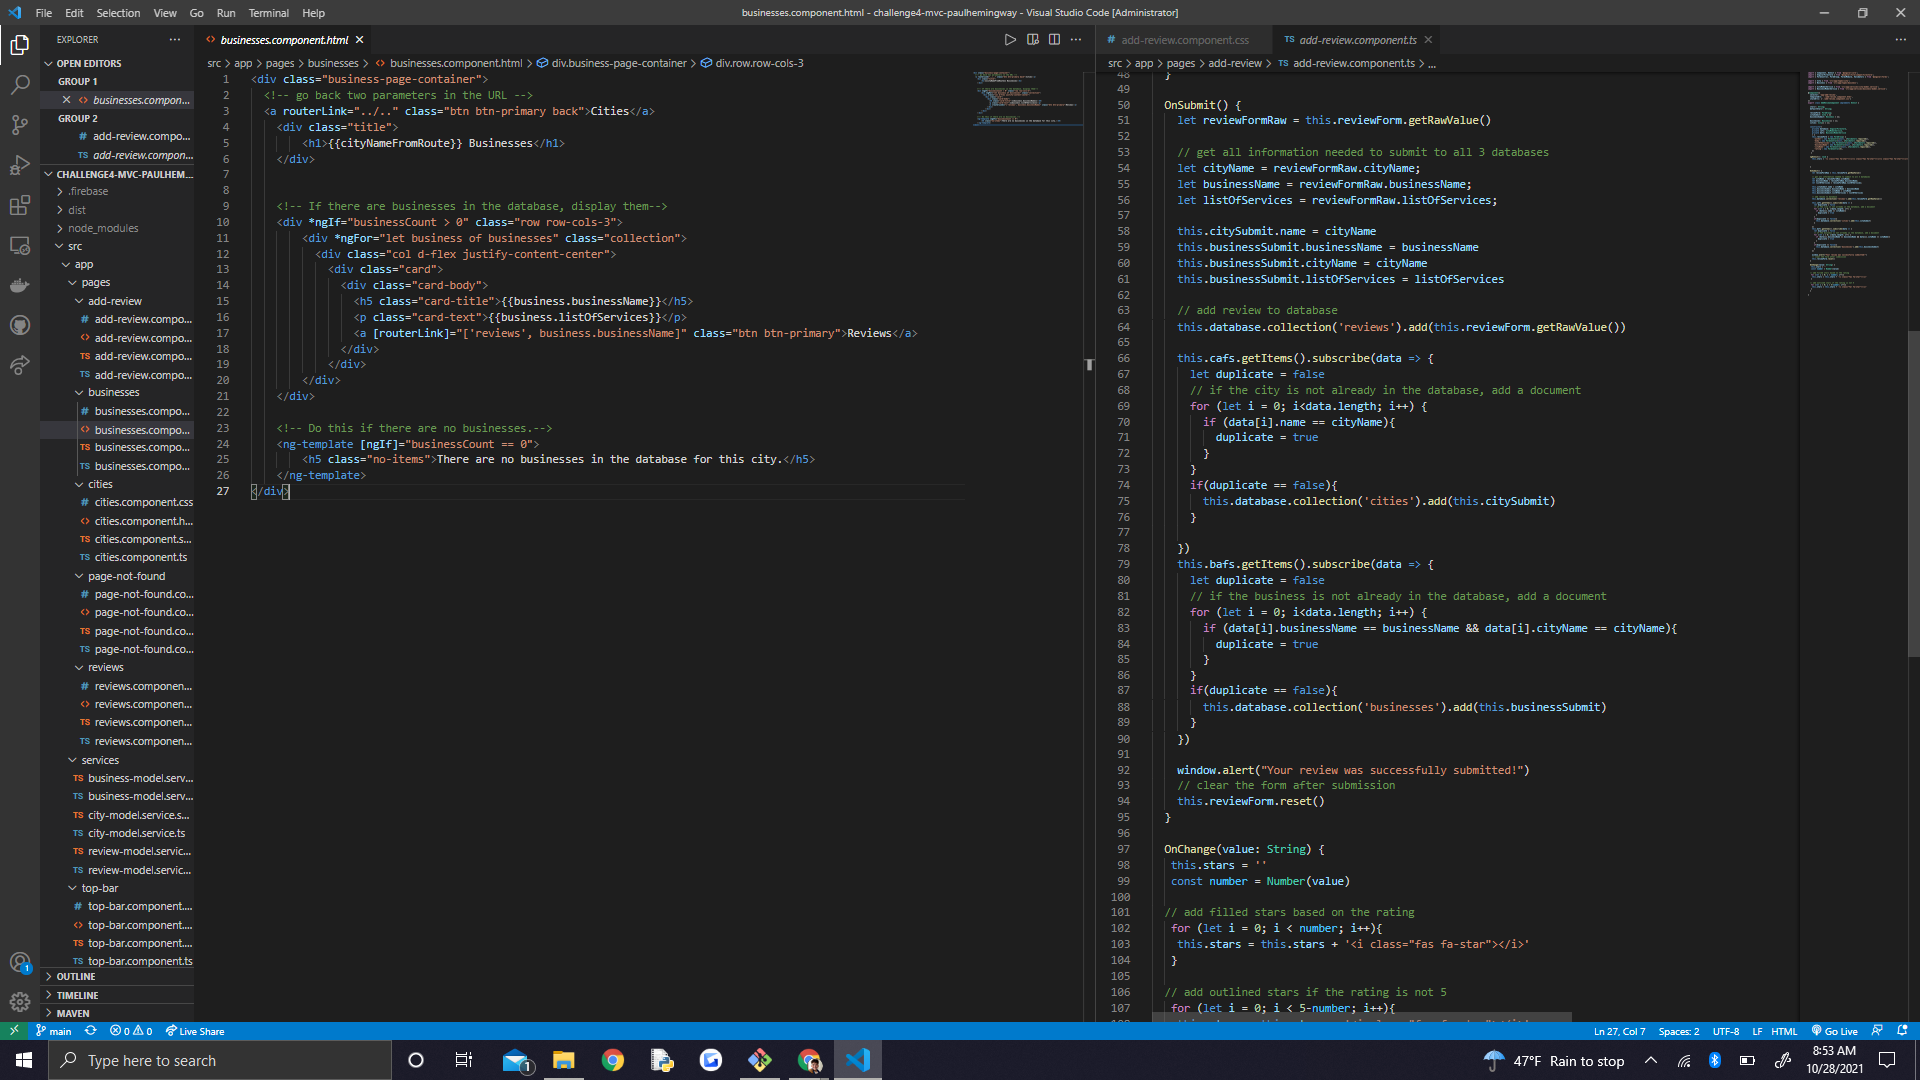 File Edit Selection View Go Run Terminal Help
businesses.component.html - challenge4-mvc-paulhemingway - Visual Studio Code [Administrator]
EXPLORER
OPEN EDITORS
GROUP 1
businesses.compon...
GROUP 2
# add-review.compo...
TS add-review.compon...
CHALLENGE4-MVC-PAULHEM...
.firebase
dist
node_modules
src
app
pages
add-review
# add-review.compo...
add-review.compo...
TS add-review.compo...
TS add-review.compo...
businesses
# businesses.compo...
businesses.compo...
TS businesses.compo...
TS businesses.compo...
cities
# cities.component.css
cities.component.h...
TS cities.component.s...
TS cities.component.ts
page-not-found
# page-not-found.co...
page-not-found.co...
TS page-not-found.co...
TS page-not-found.co...
reviews
# reviews.componen...
reviews.componen...
TS reviews.componen...
TS reviews.componen...
services
TS business-model.serv...
TS business-model.serv...
TS city-model.service.s...
TS city-model.service.ts
TS review-model.servic...
TS review-model.servic...
top-bar
# top-bar.component....
top-bar.component....
TS top-bar.component....
TS top-bar.component.ts
OUTLINE
TIMELINE
MAVEN
businesses.component.html
src > app > pages > businesses > businesses.component.html > div.business-page-container > div.row.row-cols-3
1 <div class="business-page-container">
2 <!-- go back two parameters in the URL -->
3 <a routerLink="../.." class="btn btn-primary back">Cities</a>
4 <div class="title">
5 <h1>{{cityNameFromRoute}} Businesses</h1>
6 </div>
7
8
9 <!-- If there are businesses in the database, display them-->
10 <div *ngIf="businessCount > 0" class="row row-cols-3">
11 <div *ngFor="let business of businesses" class="collection">
12 <div class="col d-flex justify-content-center">
13 <div class="card">
14 <div class="card-body">
15 <h5 class="card-title">{{business.businessName}}</h5>
16 <p class="card-text">{{business.listOfServices}}</p>
17 <a [routerLink]="['reviews', business.businessName]" class="btn btn-primary">Reviews</a>
18 </div>
19 </div>
20 </div>
21 </div>
22
23 <!-- Do this if there are no businesses.-->
24 <ng-template [ngIf]="businessCount == 0">
25 <h5 class="no-items">There are no businesses in the database for this city.</h5>
26 </ng-template>
27 </div>
# add-review.component.css
TS add-review.component.ts
src > app > pages > add-review > TS add-review.component.ts > ...
48 }
49
50 OnSubmit() {
51 let reviewFormRaw = this.reviewForm.getRawValue()
52
53 // get all information needed to submit to all 3 databases
54 let cityName = reviewFormRaw.cityName;
55 let businessName = reviewFormRaw.businessName;
56 let listOfServices = reviewFormRaw.listOfServices;
57
58 this.citySubmit.name = cityName
59 this.businessSubmit.businessName = businessName
60 this.businessSubmit.cityName = cityName
61 this.businessSubmit.listOfServices = listOfServices
62
63 // add review to database
64 this.database.collection('reviews').add(this.reviewForm.getRawValue())
65
66 this.cafs.getItems().subscribe(data => {
67 let duplicate = false
68 // if the city is not already in the database, add a document
69 for (let i = 0; i<data.length; i++) {
70 if (data[i].name == cityName){
71 duplicate = true
72 }
73 }
74 if(duplicate == false){
75 this.database.collection('cities').add(this.citySubmit)
76 }
77
78 })
79 this.bafs.getItems().subscribe(data => {
80 let duplicate = false
81 // if the business is not already in the database, add a document
82 for (let i = 0; i<data.length; i++) {
83 if (data[i].businessName == businessName && data[i].cityName == cityName){
84 duplicate = true
85 }
86 }
87 if(duplicate == false){
88 this.database.collection('businesses').add(this.businessSubmit)
89 }
90 })
91
92 window.alert("Your review was successfully submitted!")
93 // clear the form after submission
94 this.reviewForm.reset()
95 }
96
97 OnChange(value: String) {
98 this.stars = ''
99 const number = Number(value)
100
101 // add filled stars based on the rating
102 for (let i = 0; i < number; i++){
103 this.stars = this.stars + '<i class="fas fa-star"></i>'
104 }
105
106 // add outlined stars if the rating is not 5
107 for (let i = 0; i < 5-number; i++){
main 0 0 Live Share
Ln 27, Col 7 Spaces: 2 UTF-8 LF HTML Go Live
Type here to search
47°F Rain to stop
8:53 AM
10/28/2021